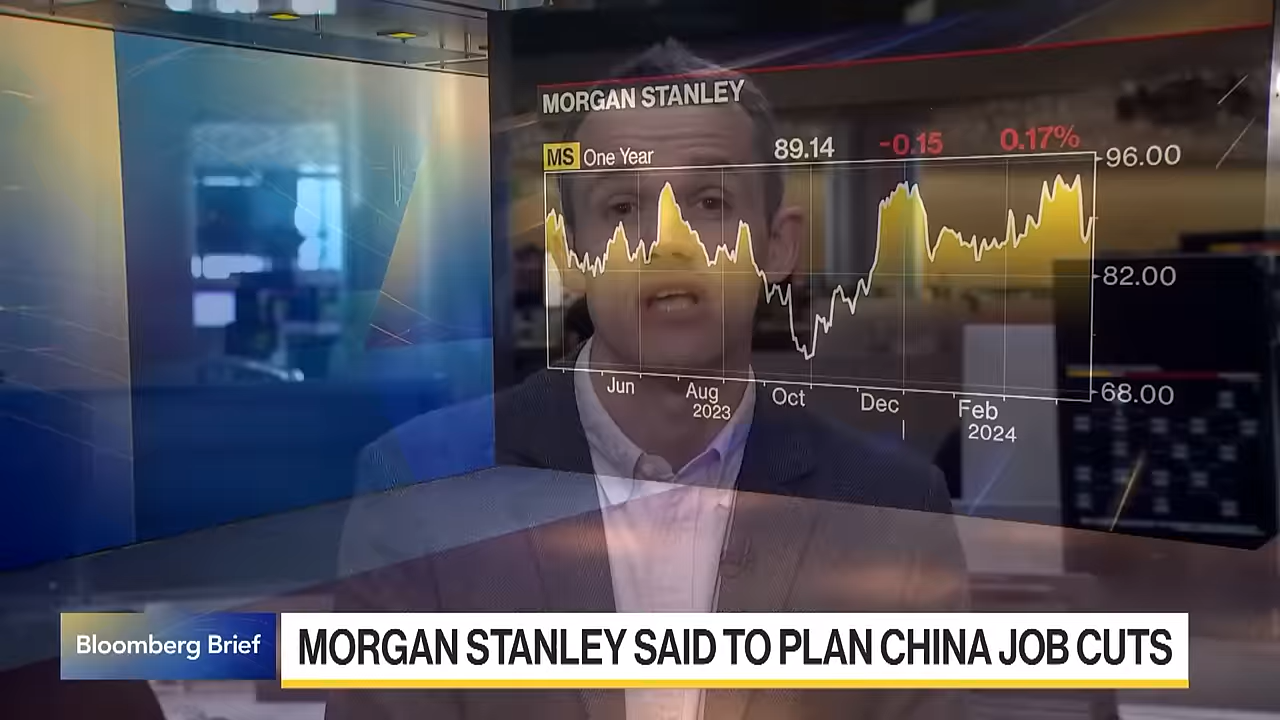 MORGAN STANLEY
MS One Year 89.14 -0.15 0.17%
96.00
82.00
68.00
Jun Aug Oct Dec Feb
2023 2024
Bloomberg Brief
MORGAN STANLEY SAID TO PLAN CHINA JOB CUTS